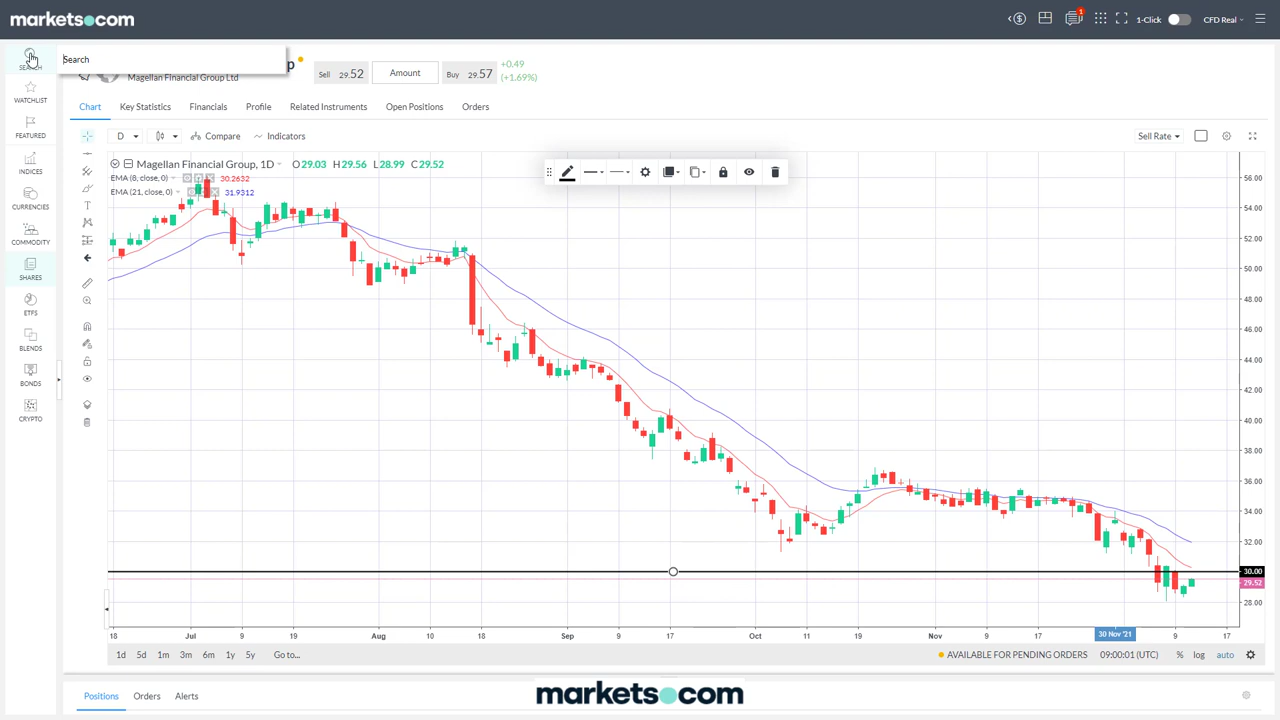 markets.com
1
1-Click
CFD Real
SEARCH
Search
p
Magellan Financial Group Ltd
Sell 29.52
Amount
Buy 29.57
+0.49
(+1.69%)
WATCHLIST
FEATURED
INDICES
CURRENCIES
COMMODITY
SHARES
ETFS
BLENDS
BONDS
CRYPTO
Chart
Key Statistics
Financials
Profile
Related Instruments
Open Positions
Orders
D
Compare
Indicators
Sell Rate
Magellan Financial Group, 1D O29.03 H29.56 L28.99 C29.52
EMA (8, close, 0) 30.2632
EMA (21, close, 0) 31.9312
56.00
54.00
52.00
50.00
48.00
46.00
44.00
42.00
40.00
38.00
36.00
34.00
32.00
30.00
29.52
28.00
18 Jul 9 19 Aug 10 18 Sep 9 17 Oct 11 19 Nov 9 17 30 Nov '21 9 17
1d 5d 1m 3m 6m 1y 5y Go to...
AVAILABLE FOR PENDING ORDERS 09:00:01 (UTC) % log auto
Positions
Orders
Alerts
markets.com